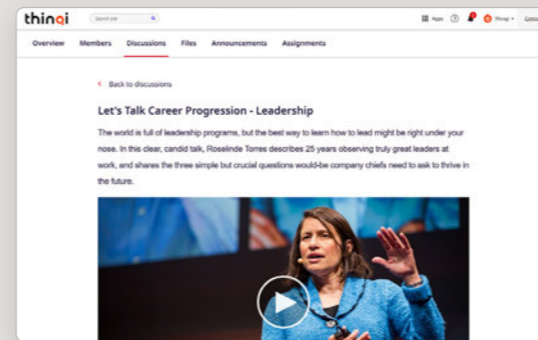 thinqi
Search site
Apps
Thinqi
Overview Members Discussions Files Announcements Assignments
Back to discussions
Let's Talk Career Progression - Leadership
The world is full of leadership programs, but the best way to learn how to lead might be right under your
nose. In this clear, candid talk, Roselinde Torres describes 25 years observing truly great leaders at
work, and shares the three simple but crucial questions would-be company chiefs need to ask to thrive in
the future.